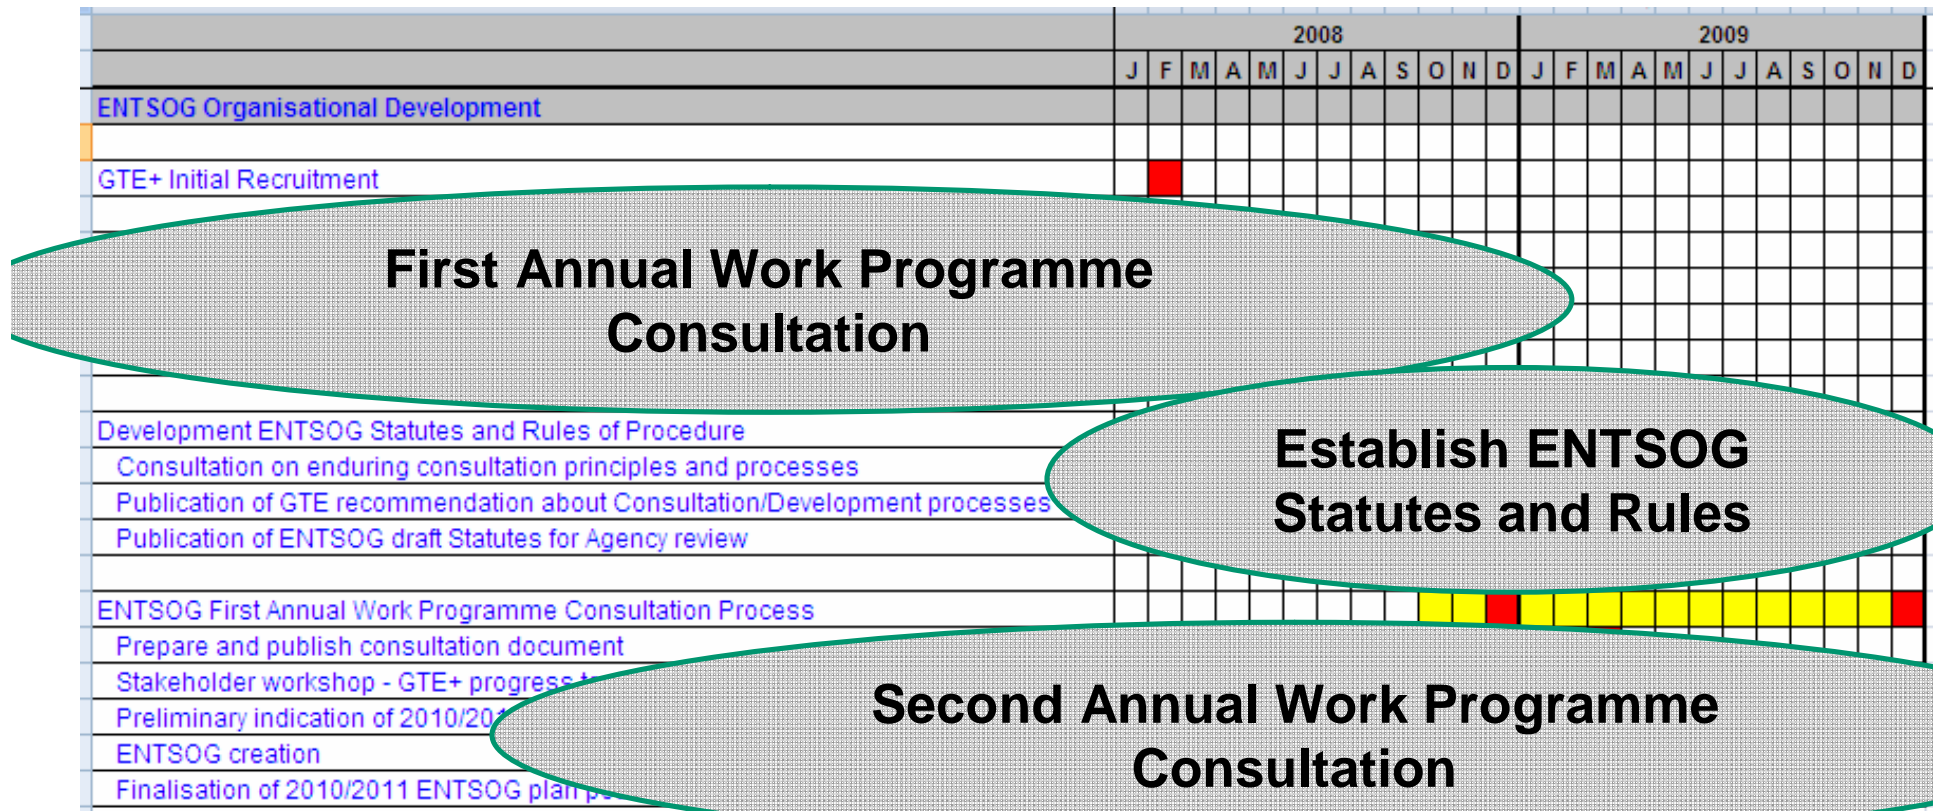 2008 2009
J F M A M J J A S O N D J F M A M J J A S O N D
ENTSOG Organisational Development
GTE+ Initial Recruitment
First Annual Work Programme
Consultation
Development ENTSOG Statutes and Rules of Procedure
Consultation on enduring consultation principles and processes
Publication of GTE recommendation about Consultation/Development processes
Publication of ENTSOG draft Statutes for Agency review
Establish ENTSOG
Statutes and Rules
ENTSOG First Annual Work Programme Consultation Process
Prepare and publish consultation document
Stakeholder workshop - GTE+ progress
Preliminary indication of
ENTSOG creation
Finalisation of 2010/2011 ENTSOG plan
Second Annual Work Programme
Consultation